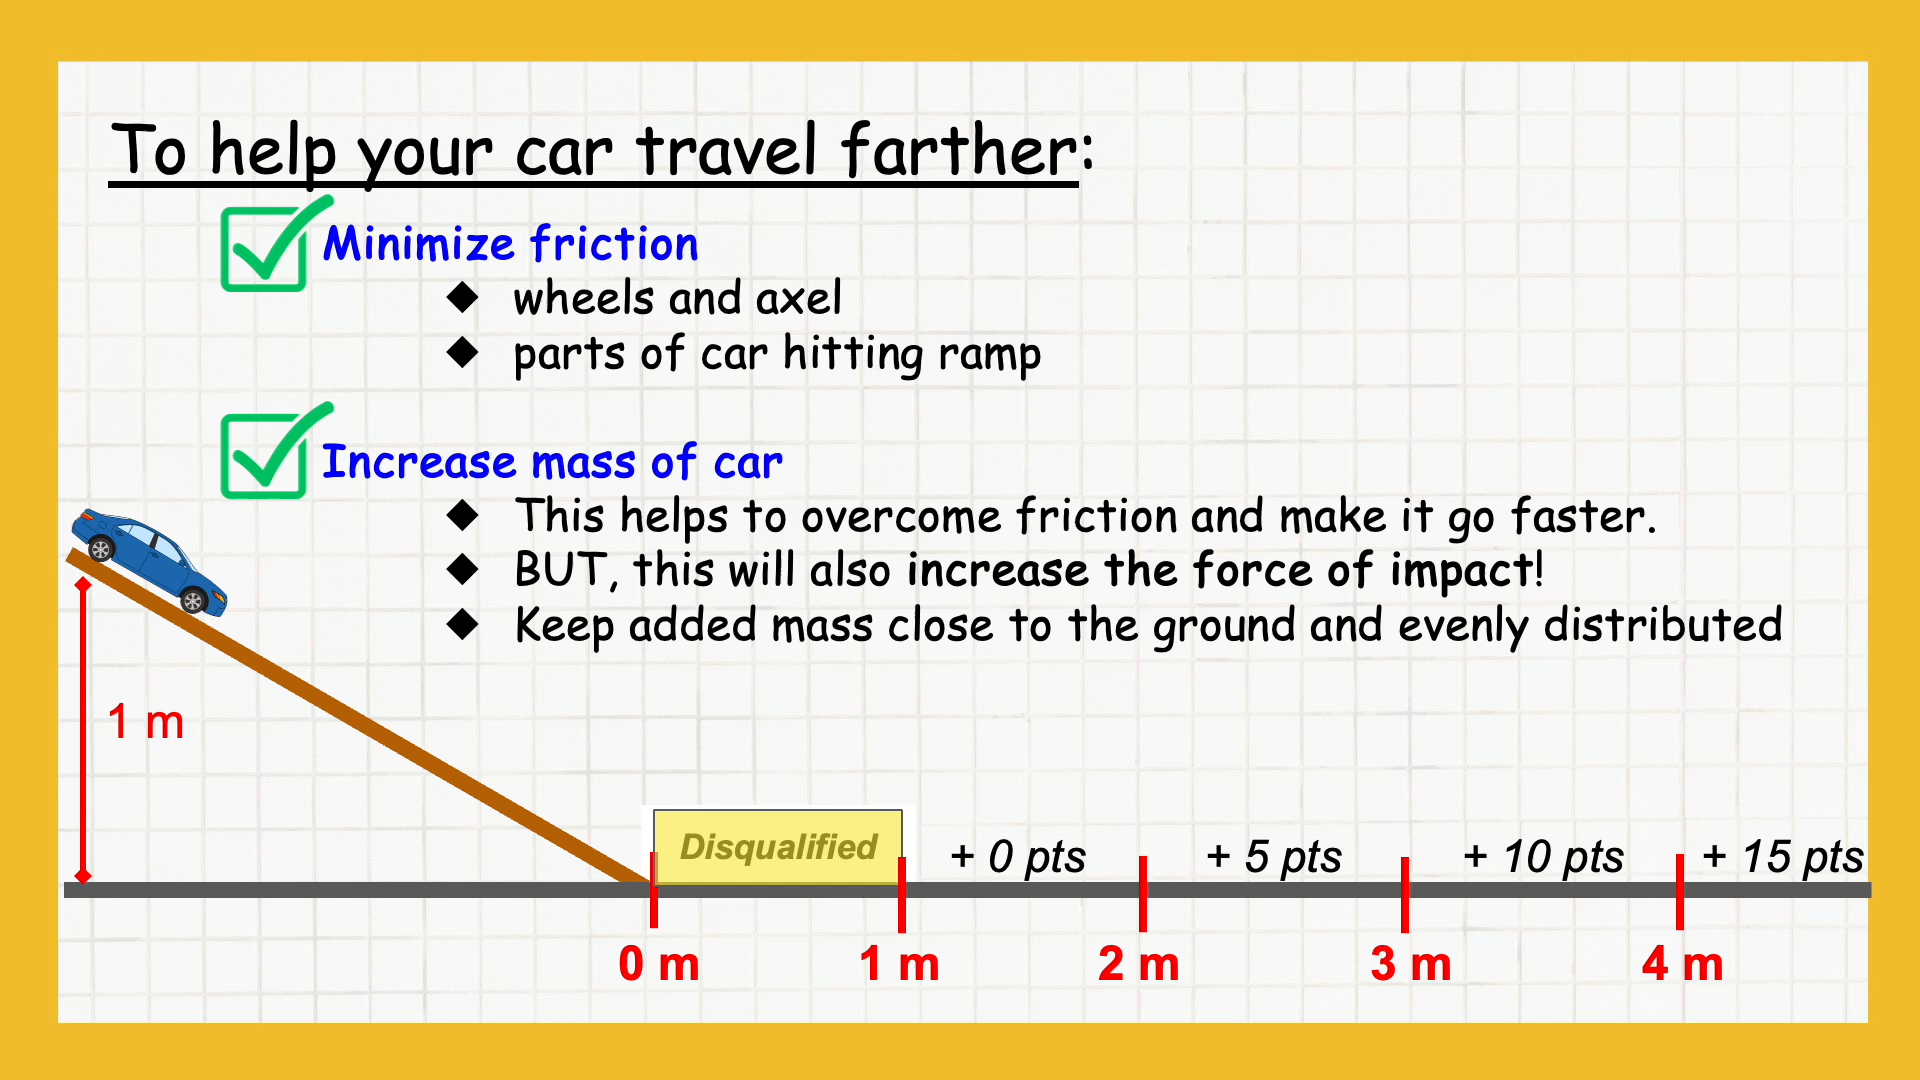 To help your car travel farther:
Minimize friction
◆ wheels and axel
◆ parts of car hitting ramp
Increase mass of car
◆ This helps to overcome friction and make it go faster.
◆ BUT, this will also increase the force of impact!
◆ Keep added mass close to the ground and evenly distributed
1 m
Disqualified
+ 0 pts
+ 5 pts
+ 10 pts
+ 15 pts
0 m
1 m
2 m
3 m
4 m